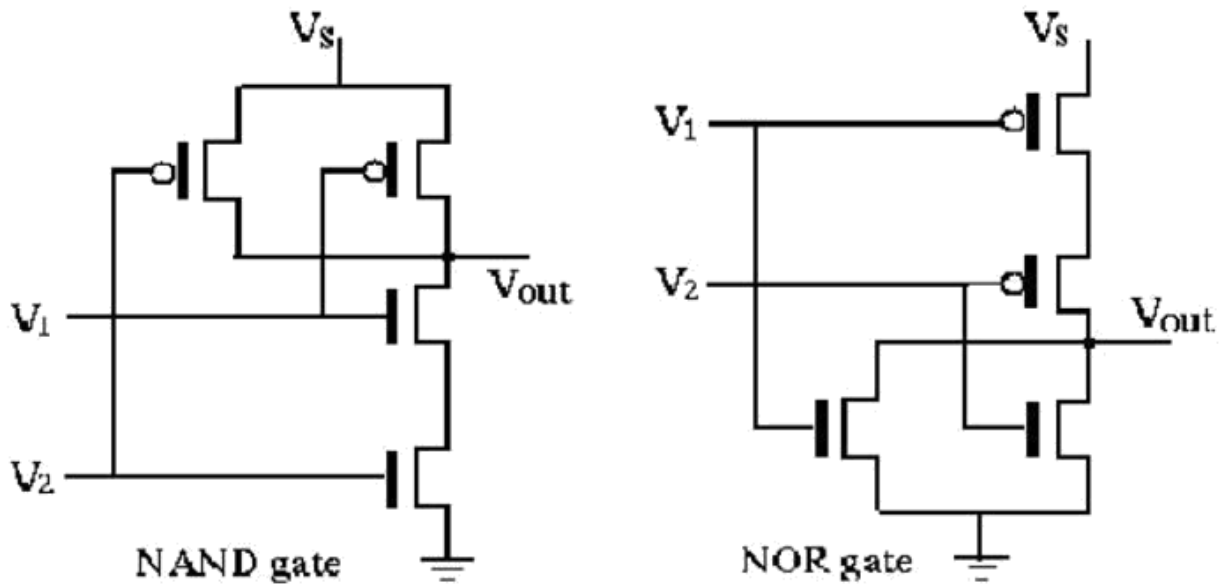 Vs
V1
V2
Vout
NAND gate
Vs
V1
V2
Vout
NOR gate